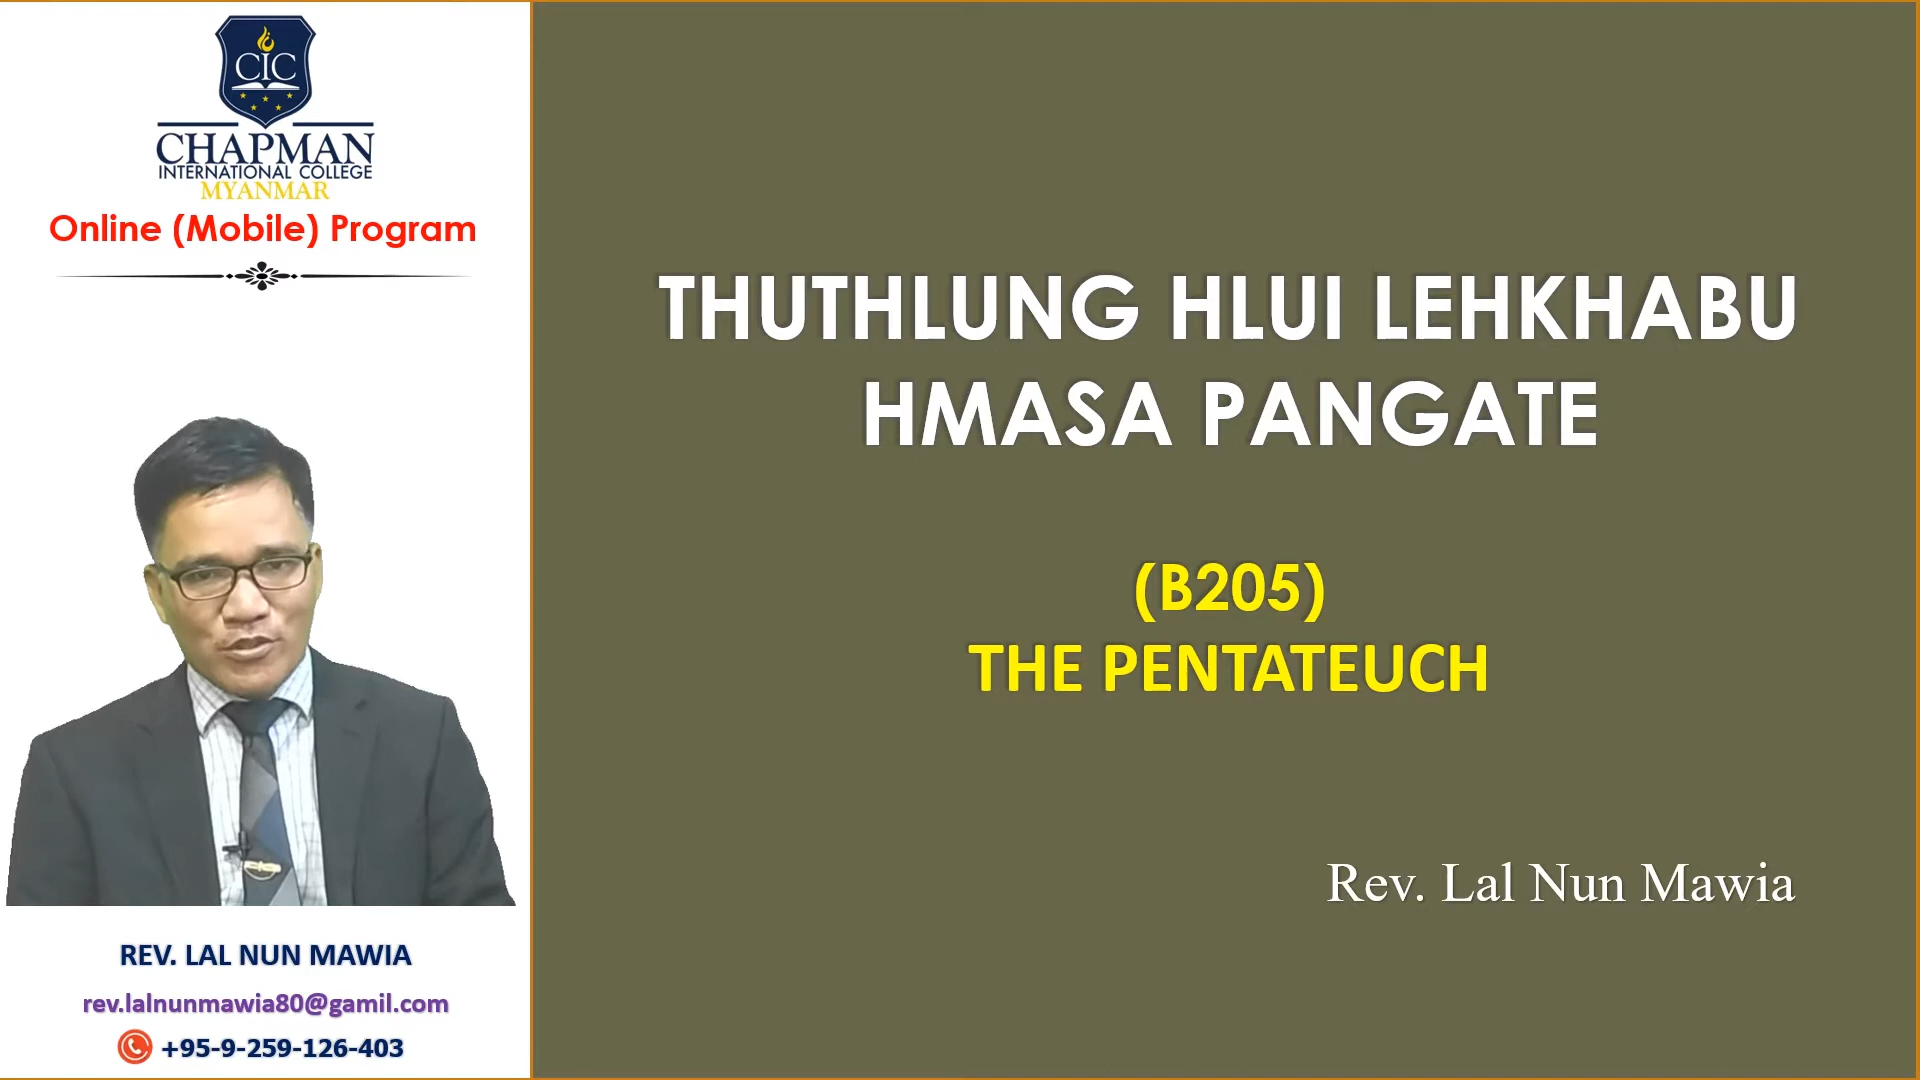 CIC
CHAPMAN
INTERNATIONAL COLLEGE
MYANMAR
Online (Mobile) Program
REV. LAL NUN MAWIA
rev.lalnunmawia80@gamil.com
+95-9-259-126-403
THUTHLUNG HLUI LEHKHABU
HMASA PANGATE
(B205)
THE PENTATEUCH
Rev. Lal Nun Mawia